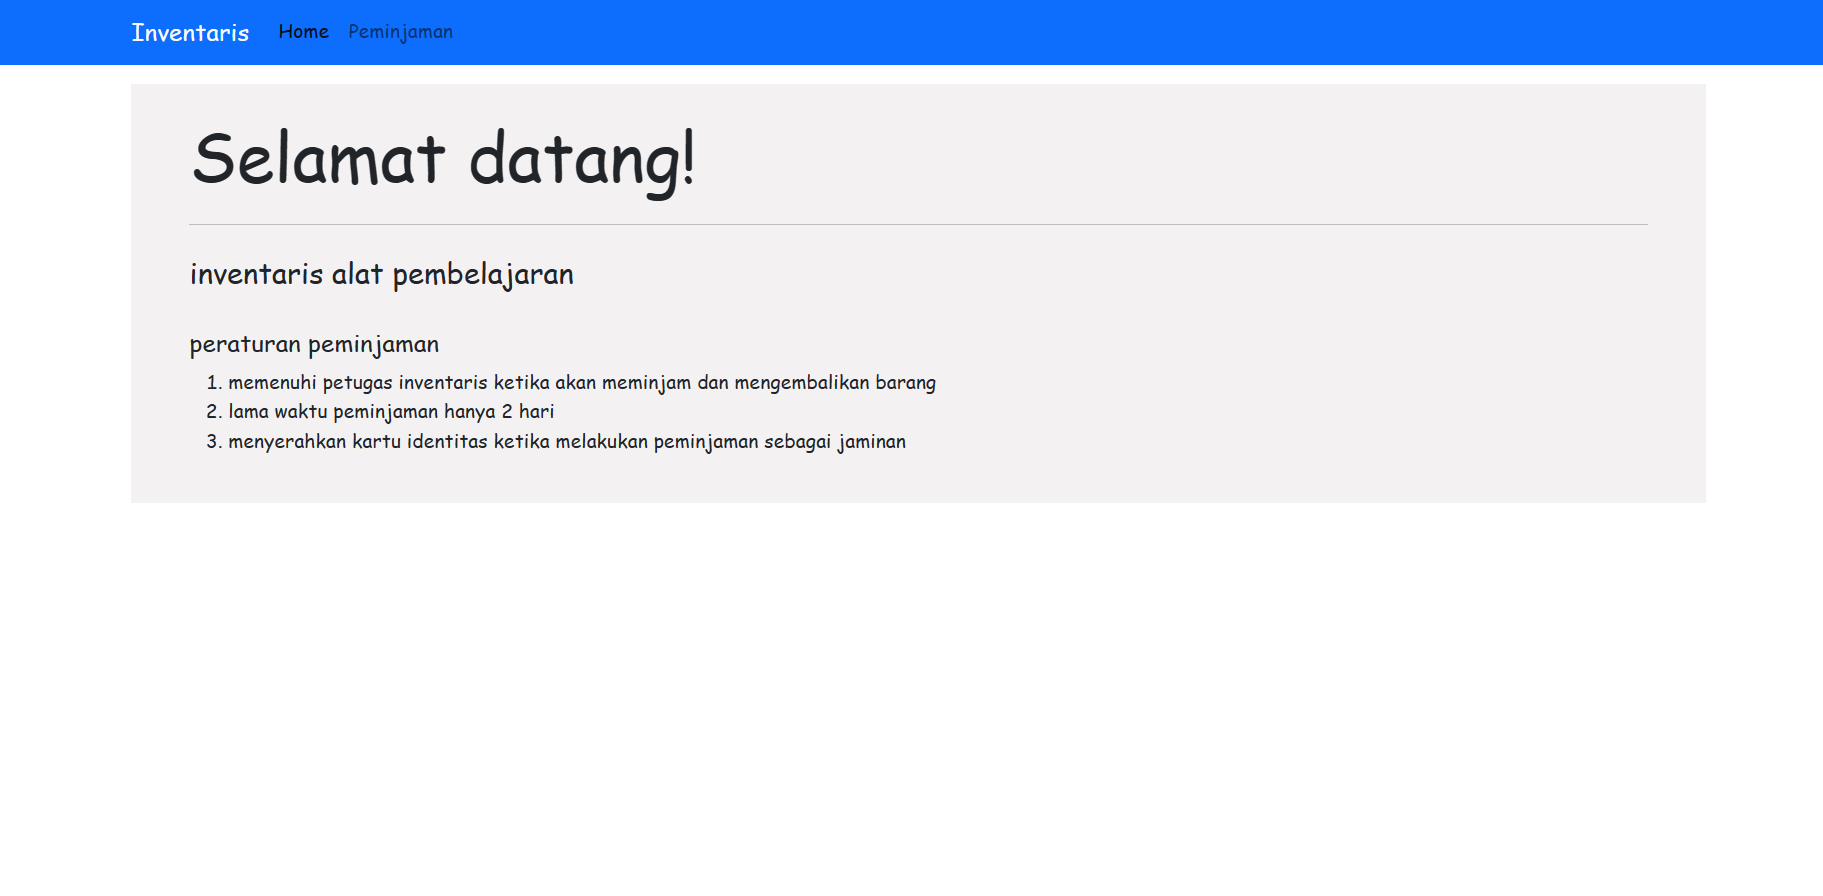 Inventaris Home Peminjaman
Selamat datang!
inventaris alat pembelajaran
peraturan peminjaman
1. memenuhi petugas inventaris ketika akan meminjam dan mengembalikan barang
2. lama waktu peminjaman hanya 2 hari
3. menyerahkan kartu identitas ketika melakukan peminjaman sebagai jaminan